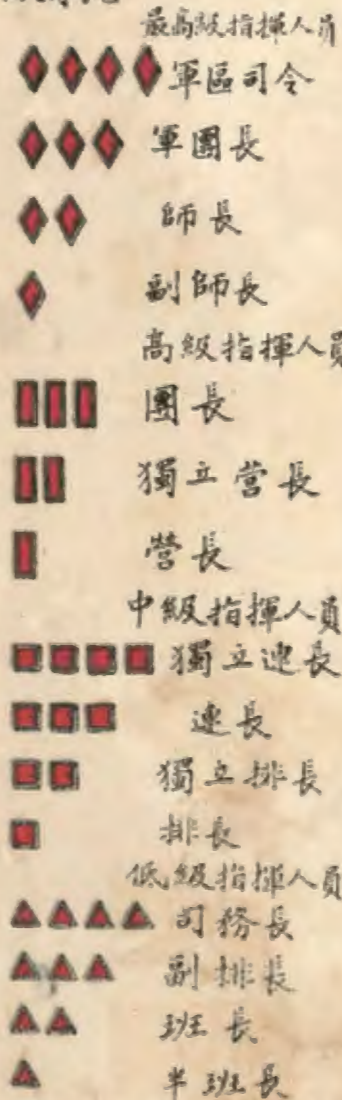 最高級指揮人員
軍區司令
軍團長
師長
副師長
高級指揮人員
團長
獨立營長
營長
中級指揮人員
獨立連長
連長
獨立排長
排長
低級指揮人員
司務長
副排長
班長
半班長